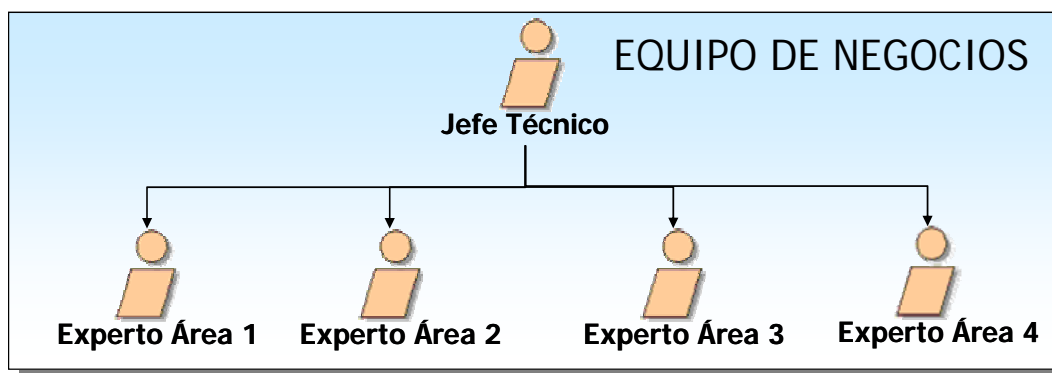 EQUIPO DE NEGOCIOS
Jefe Técnico
Experto Área 1
Experto Área 2
Experto Área 3
Experto Área 4